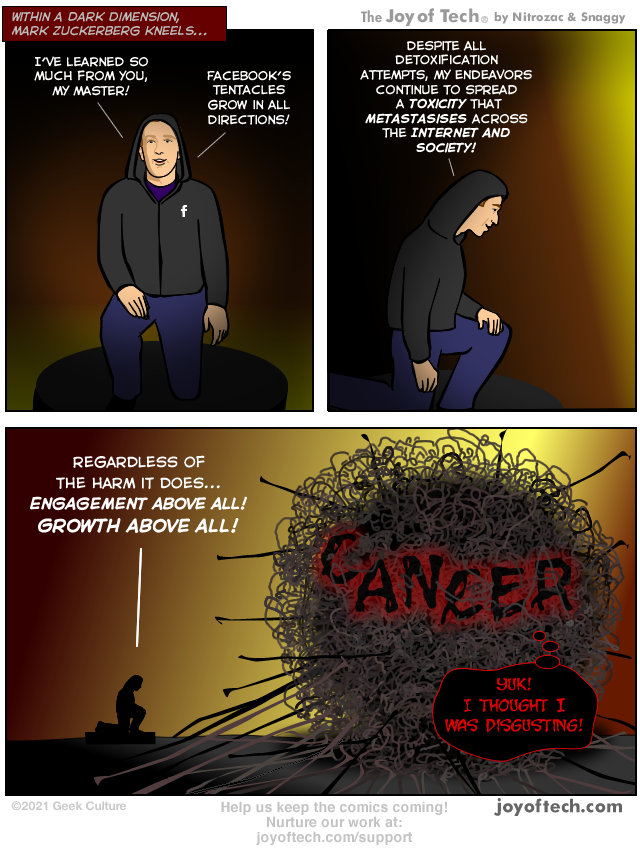 WITHIN A DARK DIMENSION,
MARK ZUCKERBERG KNEELS...
The Joy of Tech® by Nitrozac & Snaggy
I'VE LEARNED SO
MUCH FROM YOU,
MY MASTER!
FACEBOOK'S
TENTACLES
GROW IN ALL
DIRECTIONS!
f
DESPITE ALL
DETOXIFICATION
ATTEMPTS, MY ENDEAVORS
CONTINUE TO SPREAD
A TOXICITY THAT
METASTASISES ACROSS
THE INTERNET AND
SOCIETY!
REGARDLESS OF
THE HARM IT DOES...
ENGAGEMENT ABOVE ALL!
GROWTH ABOVE ALL!
CANCER
YUK!
I THOUGHT I
WAS DISGUSTING!
©2021 Geek Culture
Help us keep the comics coming!
Nurture our work at:
joyoftech.com/support
joyoftech.com